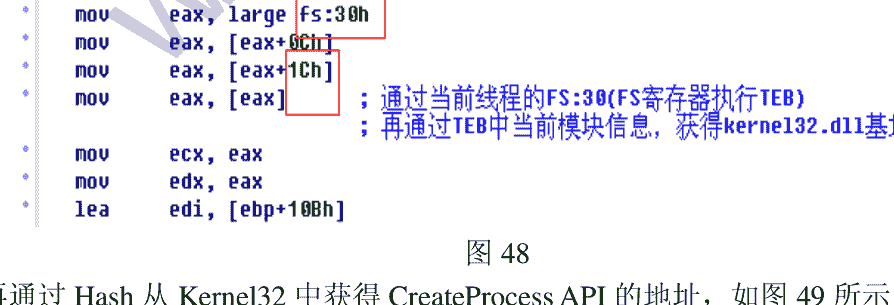 mov eax, large fs:30h
mov eax, [eax+0Ch]
mov eax, [eax+1Ch]
mov eax, [eax] ; 通过当前线程的FS:30(FS寄存器执行TEB)
; 再通过TEB中当前模块信息，获得kernel32.dll基
mov ecx, eax
mov edx, eax
lea edi, [ebp+10Bh]
图 48
再通过 Hash 从 Kernel32 中获得 CreateProcess API 的地址，如图 49 所示